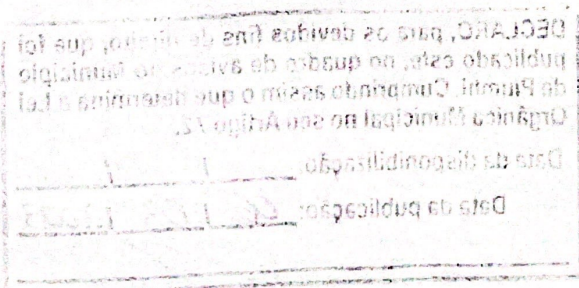 DECLARO, para os devidos fins de direito, que foi
publicado este, no quadro de avisos do Município
de Piumhi. Cumprindo assim o que determina a Lei
Orgânica Municipal no seu Artigo 72.
Data da disponibilização: / /
Data da publicação: / /